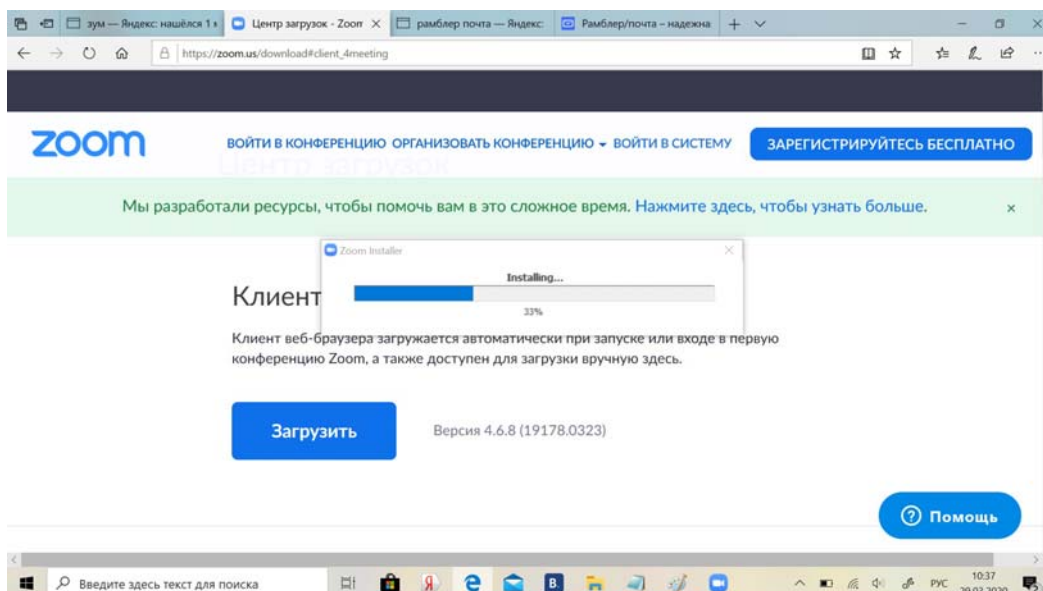 зум — Яндекс: нашёлся 1
Центр загрузок - Zoom
рамблер почта — Яндекс:
Рамблер/почта – надежна
https://zoom.us/download#client_4meeting
zoom
ВОЙТИ В КОНФЕРЕНЦИЮ ОРГАНИЗОВАТЬ КОНФЕРЕНЦИЮ ВОЙТИ В СИСТЕМУ ЗАРЕГИСТРИРУЙТЕСЬ БЕСПЛАТНО
Центр загрузок
Мы разработали ресурсы, чтобы помочь вам в это сложное время. Нажмите здесь, чтобы узнать больше.
Zoom Installer
Installing...
33%
Клиент
Клиент веб-браузера загружается автоматически при запуске или входе в первую
конференцию Zoom, а также доступен для загрузки вручную здесь.
Загрузить
Версия 4.6.8 (19178.0323)
Помощь
Введите здесь текст для поиска
Я
B.
РУС
10:37
29.03.2020